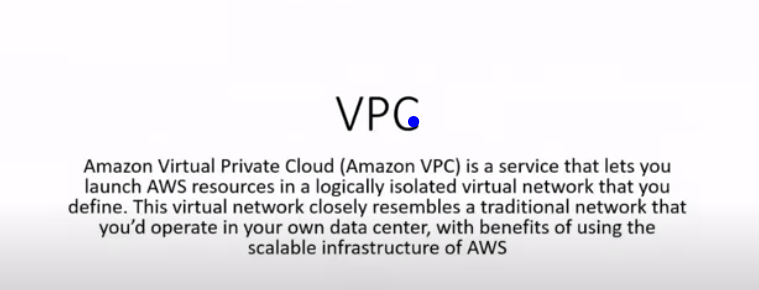 VPC
Amazon Virtual Private Cloud (Amazon VPC) is a service that lets you
launch AWS resources in a logically isolated virtual network that you
define. This virtual network closely resembles a traditional network that
you’d operate in your own data center, with benefits of using the
scalable infrastructure of AWS